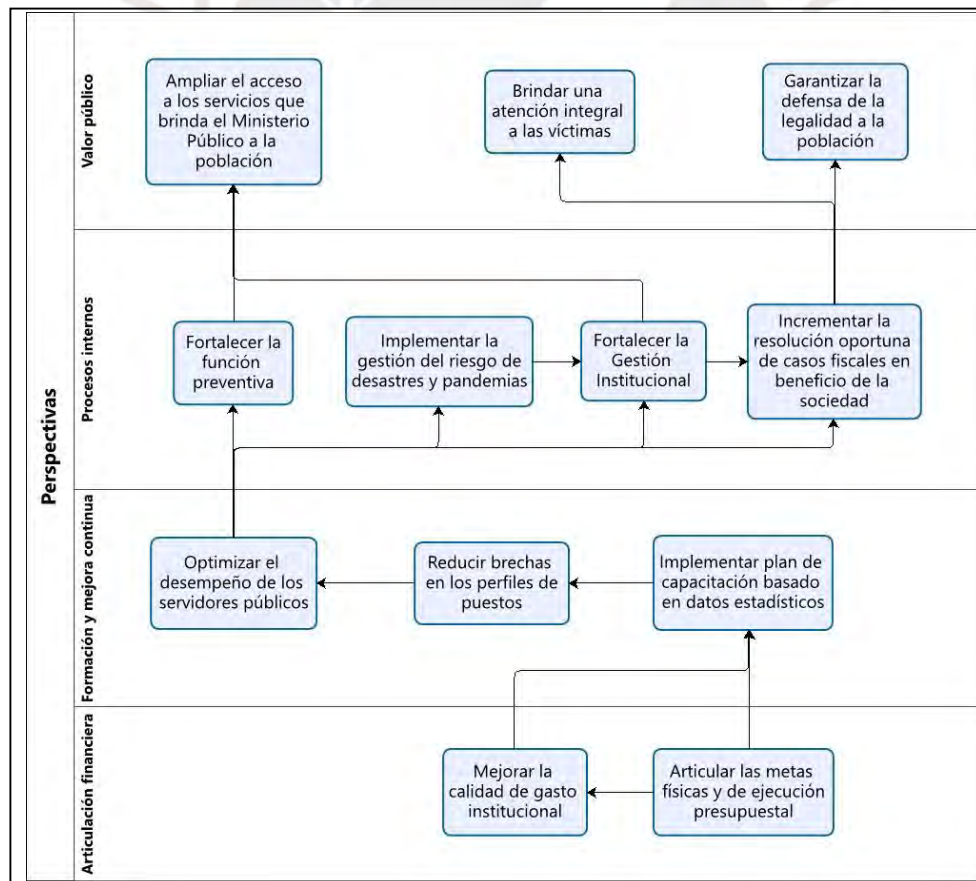 Perspectivas
Valor público
Ampliar el acceso
a los servicios que
brinda el Ministerio
Público a la
población
Brindar una
atención integral
a las víctimas
Garantizar la
defensa de la
legalidad a la
población
Procesos internos
Fortalecer la
función
preventiva
Implementar la
gestión del riesgo de
desastres y pandemias
Fortalecer la
Gestión
Institucional
Incrementar la
resolución oportuna
de casos fiscales en
beneficio de la
sociedad
Formación y mejora continua
Optimizar el
desempeño de los
servidores públicos
Reducir brechas
en los perfiles de
puestos
Implementar plan de
capacitación basado
en datos estadísticos
Articulación financiera
Mejorar la
calidad de gasto
institucional
Articular las metas
físicas y de ejecución
presupuestal